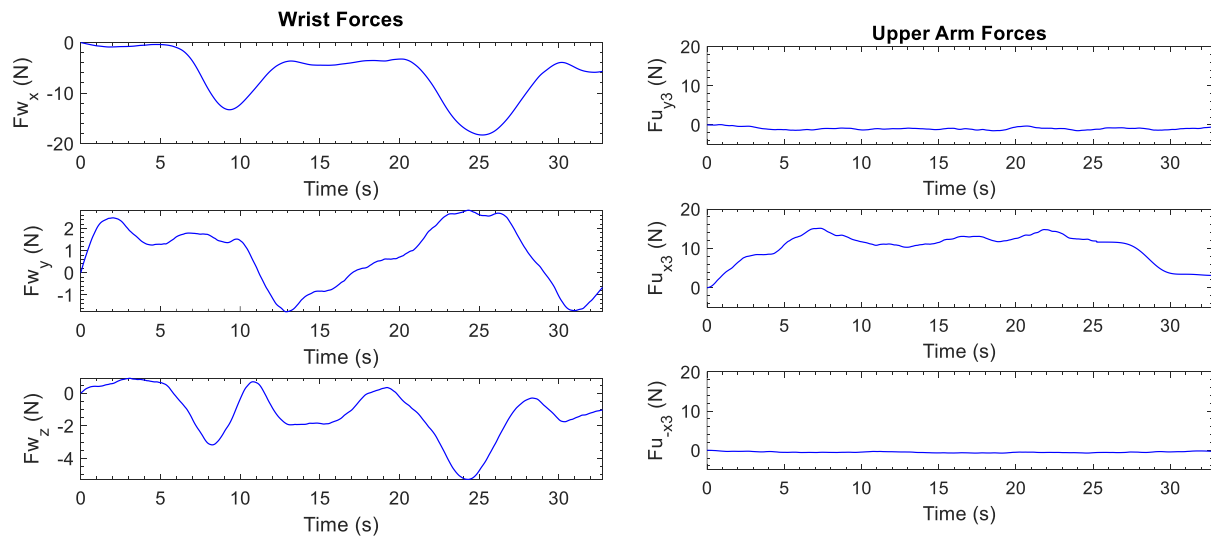 Wrist Forces
0
-10
-20
Fw_x (N)
0 5 10 15 20 25 30
Time (s)
2
1
0
-1
Fw_y (N)
0 5 10 15 20 25 30
Time (s)
0
-2
-4
Fw_z (N)
0 5 10 15 20 25 30
Time (s)
Upper Arm Forces
20
10
0
Fu_y3 (N)
0 5 10 15 20 25 30
Time (s)
20
10
0
Fu_x3 (N)
0 5 10 15 20 25 30
Time (s)
20
10
0
Fu_-x3 (N)
0 5 10 15 20 25 30
Time (s)